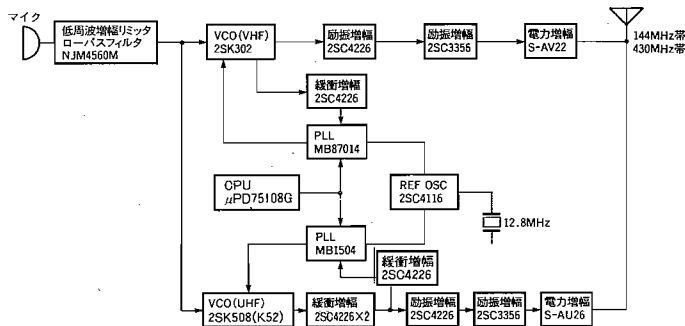 マイク
低周波増幅リミッタ
ローパスフィルタ
NJM4560M
VCO(VHF)
2SK302
励振増幅
2SC4226
励振増幅
2SC3356
電力増幅
S-AV22
144MHz帯
430MHz帯
緩衝増幅
2SC4226
PLL
MB87014
CPU
μPD75108G
REF OSC
2SC4116
12.8MHz
PLL
MB1504
緩衝増幅
2SC4226
VCO(UHF)
2SK508(K52)
緩衝増幅
2SC4226×2
励振増幅
2SC4226
励振増幅
2SC3356
電力増幅
S-AU26